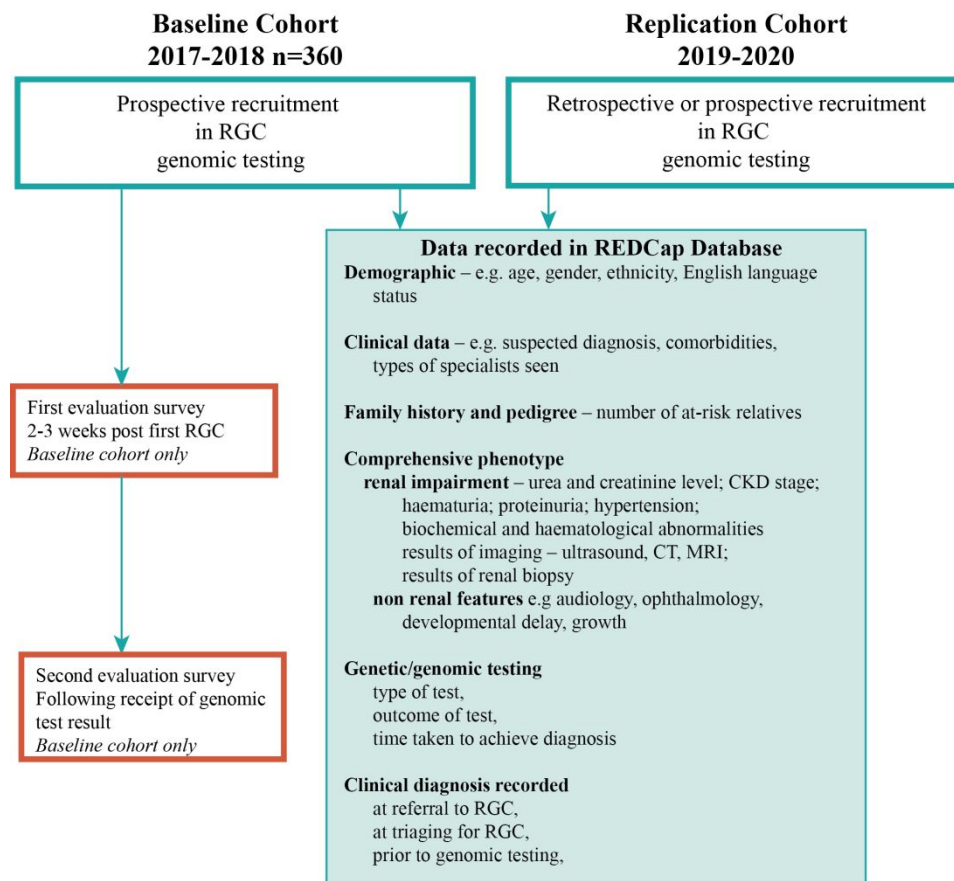 Baseline Cohort
2017-2018 n=360
Replication Cohort
2019-2020
Prospective recruitment
in RGC
genomic testing
Retrospective or prospective recruitment
in RGC
genomic testing
Data recorded in REDCap Database
Demographic – e.g. age, gender, ethnicity, English language
status
Clinical data – e.g. suspected diagnosis, comorbidities,
types of specialists seen
Family history and pedigree – number of at-risk relatives
Comprehensive phenotype
renal impairment – urea and creatinine level; CKD stage;
haematuria; proteinuria; hypertension;
biochemical and haematological abnormalities
results of imaging – ultrasound, CT, MRI;
results of renal biopsy
non renal features e.g audiology, ophthalmology,
developmental delay, growth
Genetic/genomic testing
type of test,
outcome of test,
time taken to achieve diagnosis
Clinical diagnosis recorded
at referral to RGC,
at triaging for RGC,
prior to genomic testing,
First evaluation survey
2-3 weeks post first RGC
Baseline cohort only
Second evaluation survey
Following receipt of genomic
test result
Baseline cohort only